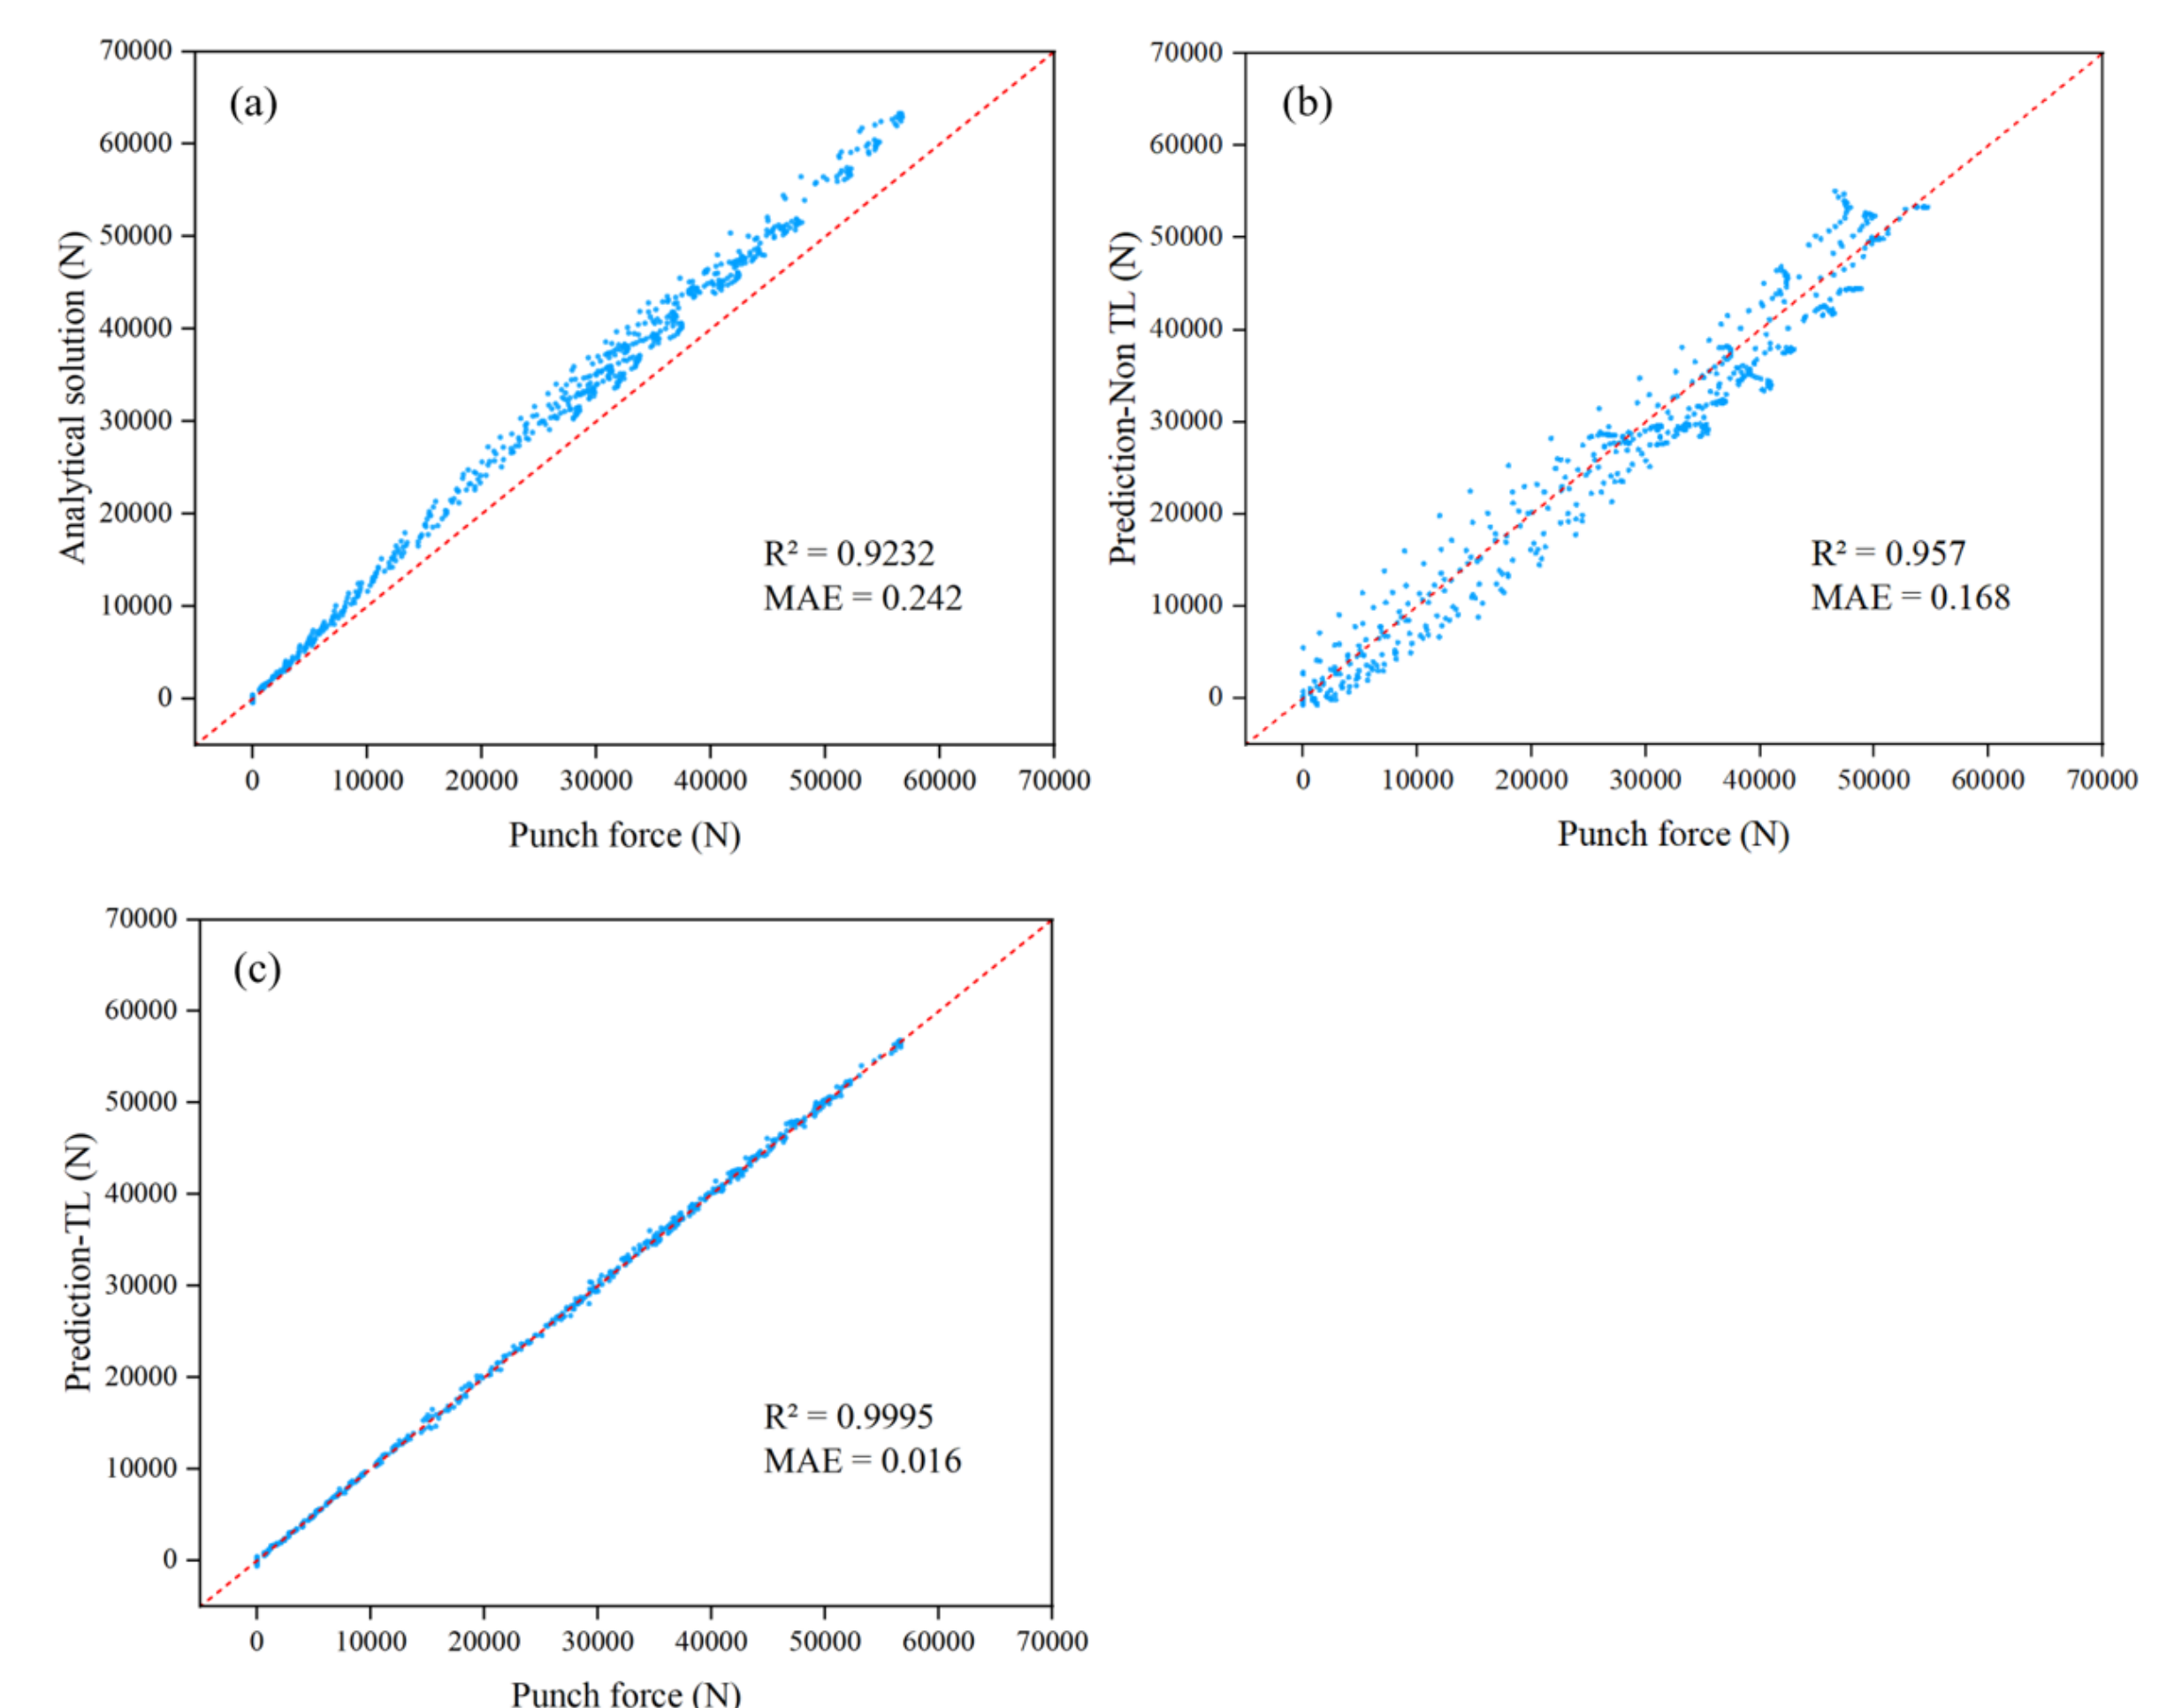 (a)
Analytical solution (N)
70000
60000
50000
40000
30000
20000
10000
0
R² = 0.9232
MAE = 0.242
0 10000 20000 30000 40000 50000 60000 70000
Punch force (N)
(b)
Prediction-Non TL (N)
70000
60000
50000
40000
30000
20000
10000
0
R² = 0.957
MAE = 0.168
0 10000 20000 30000 40000 50000 60000 70000
Punch force (N)
(c)
Prediction-TL (N)
70000
60000
50000
40000
30000
20000
10000
0
R² = 0.9995
MAE = 0.016
0 10000 20000 30000 40000 50000 60000 70000
Punch force (N)